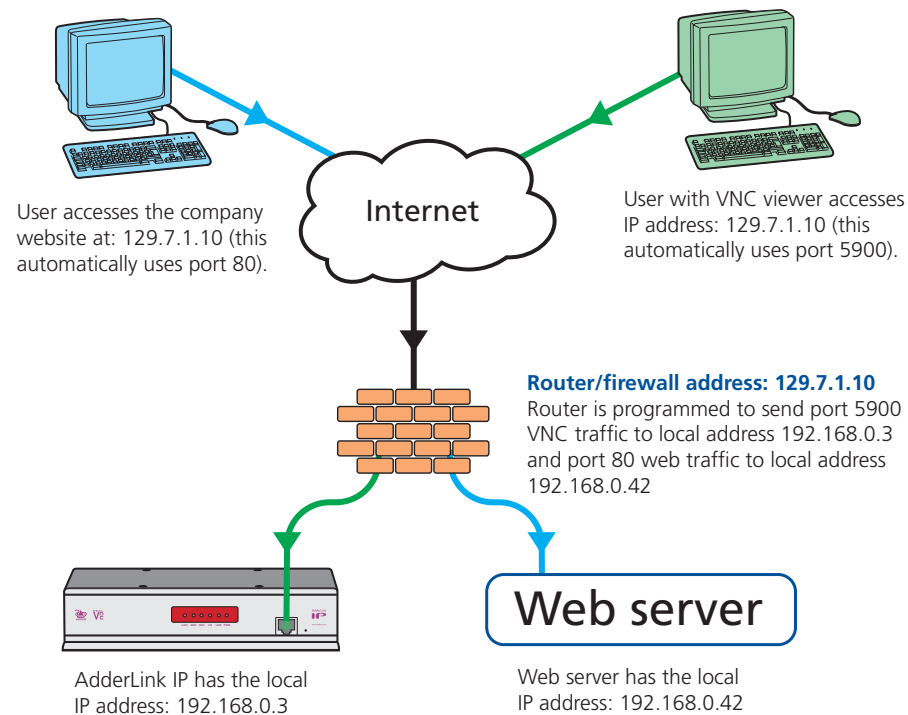 User accesses the company
website at: 129.7.1.10 (this
automatically uses port 80).
Internet
User with VNC viewer accesses
IP address: 129.7.1.10 (this
automatically uses port 5900).
Router/firewall address: 129.7.1.10
Router is programmed to send port 5900
VNC traffic to local address 192.168.0.3
and port 80 web traffic to local address
192.168.0.42
IP
Web server
AdderLink IP has the local
IP address: 192.168.0.3
Web server has the local
IP address: 192.168.0.42